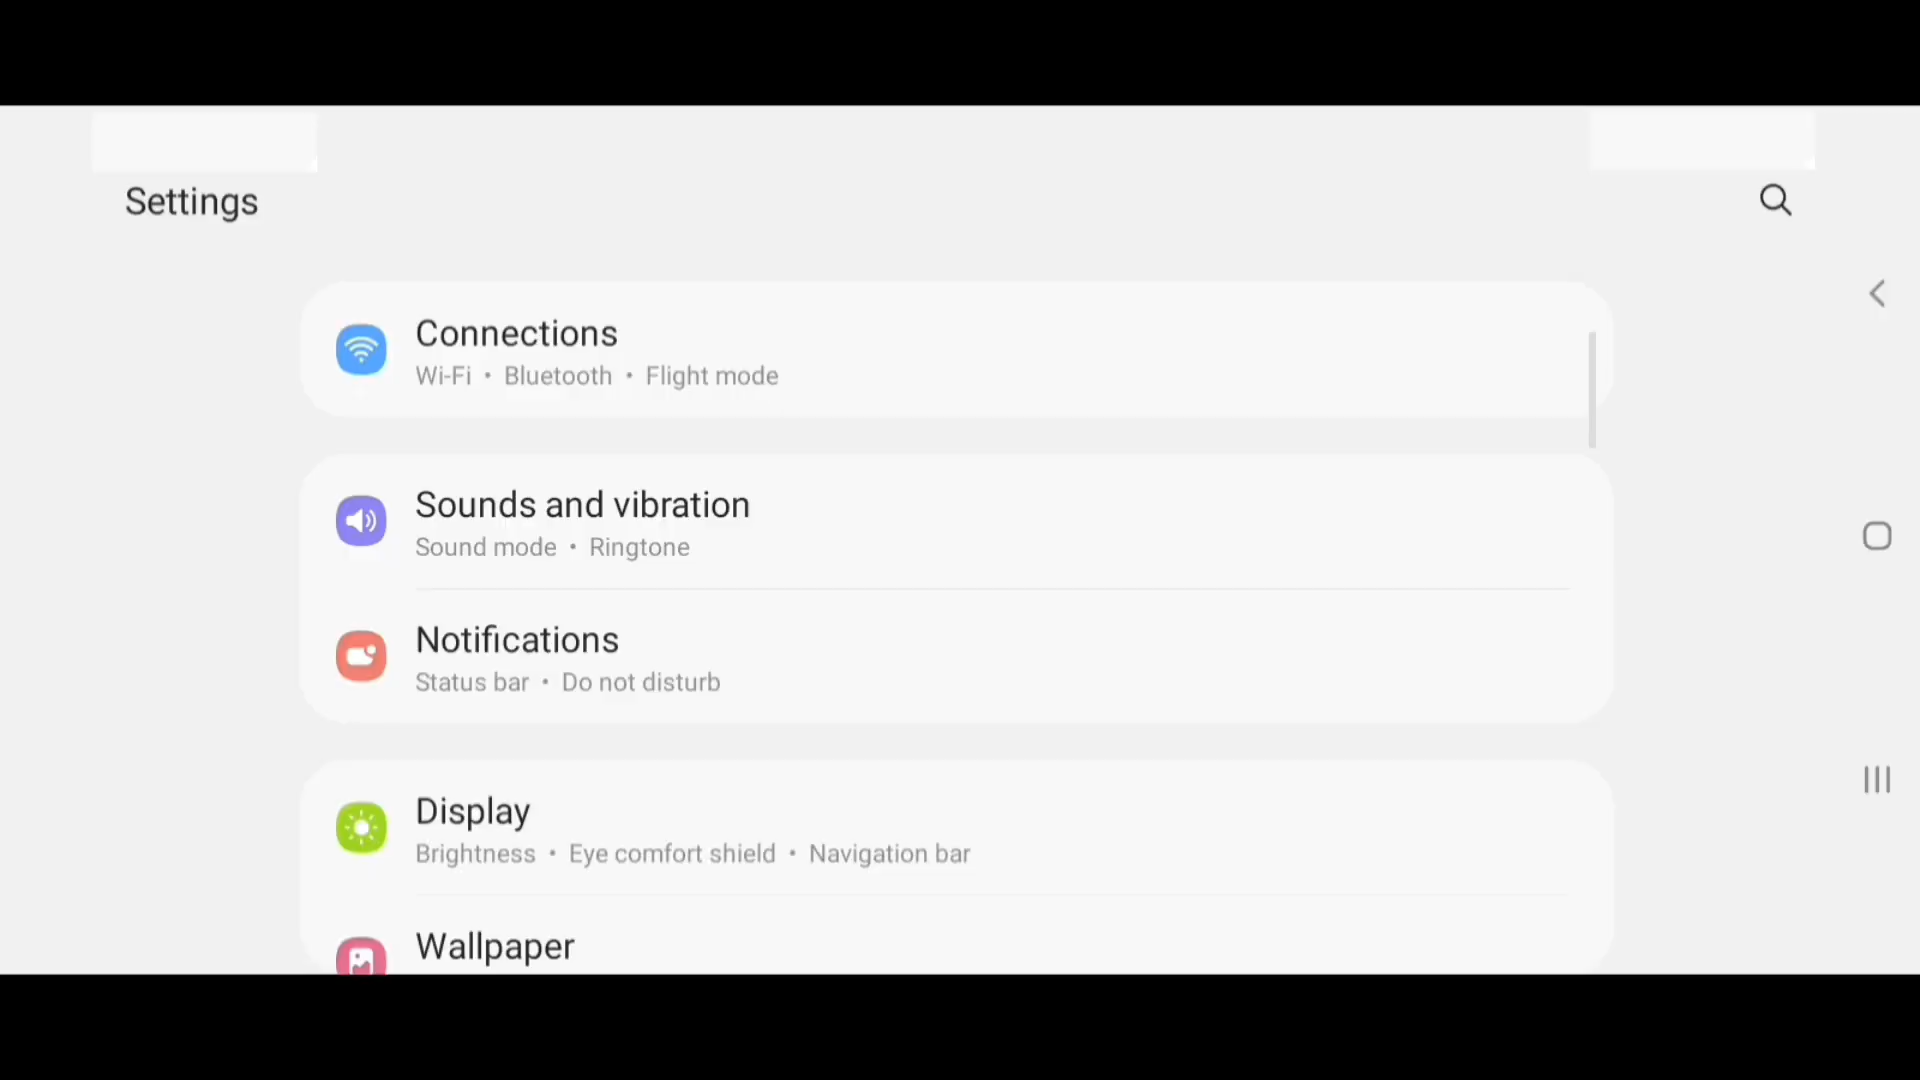 Settings
Connections
Wi-Fi • Bluetooth • Flight mode
Sounds and vibration
Sound mode • Ringtone
Notifications
Status bar • Do not disturb
Display
Brightness • Eye comfort shield • Navigation bar
Wallpaper